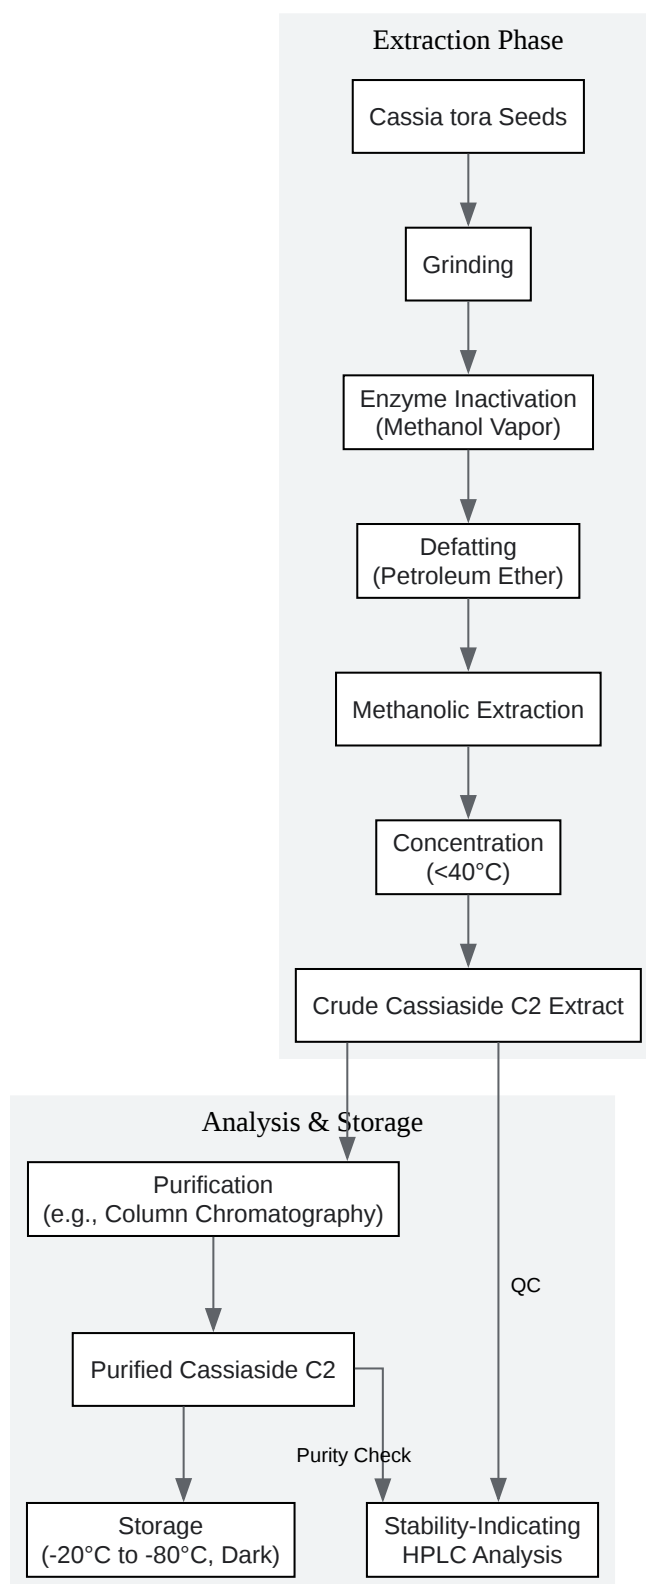 Extraction Phase
Cassia tora Seeds
Grinding
Enzyme Inactivation
(Methanol Vapor)
Defatting
(Petroleum Ether)
Methanolic Extraction
Concentration
(<40°C)
Crude Cassiaside C2 Extract
Analysis & Storage
Purification
(e.g., Column Chromatography)
QC
Purified Cassiaside C2
Purity Check
Storage
(-20°C to -80°C, Dark)
Stability-Indicating
HPLC Analysis